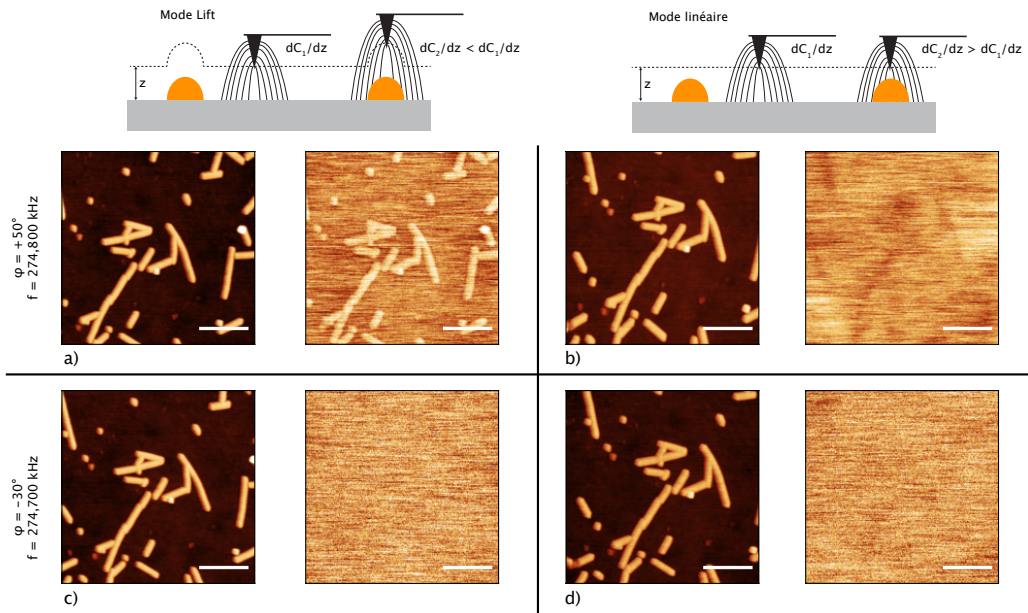 Mode Lift
dC₁/dz
dC₂/dz < dC₁/dz
z
Mode linéaire
dC₁/dz
dC₂/dz > dC₁/dz
z
φ = +50°
f = 274,800 kHz
a)
b)
φ = −30°
f = 274,700 kHz
c)
d)